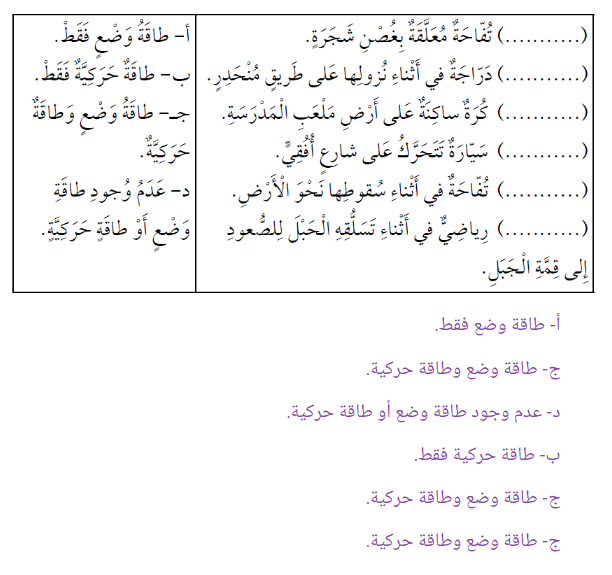 (...........) تُفّاحَةٌ مُعَلَّقَةٌ بِغُصْنِ شَجَرَةٍ.
(...........) دَرّاجَةٌ في أَثْناءِ نُزولِها عَلى طَريقٍ مُنْحَدِرٍ.
(...........) كُرَةٌ ساكِنَةٌ عَلى أَرْضِ مَلْعَبِ الْمَدْرَسَةِ.
(...........) سَيّارَةٌ تَتَحَرَّكُ عَلى شارِعٍ أُفُقِيٍّ.
(...........) تُفّاحَةٌ في أَثْناءِ سُقوطِها نَحْوَ الْأَرْضِ.
(...........) رِياضِيٌّ في أَثْناءِ تَسَلُّقِهِ الْحَبْلَ لِلصُّعودِ
إِلى قِمَّةِ الْجَبَلِ.
أ– طاقَةُ وَضْعٍ فَقَطْ.
ب– طاقَةٌ حَرَكِيَّةٌ فَقَطْ.
جـ– طاقَةُ وَضْعٍ وَطاقَةٌ
حَرَكِيَّةٌ.
د– عَدَمُ وُجودِ طاقَةِ
وَضْعٍ أَوْ طاقَةٍ حَرَكِيَّةٍ.
أ- طاقة وضع فقط.
ج- طاقة وضع وطاقة حركية.
د- عدم وجود طاقة وضع أو طاقة حركية.
ب- طاقة حركية فقط.
ج- طاقة وضع وطاقة حركية.
ج- طاقة وضع وطاقة حركية.